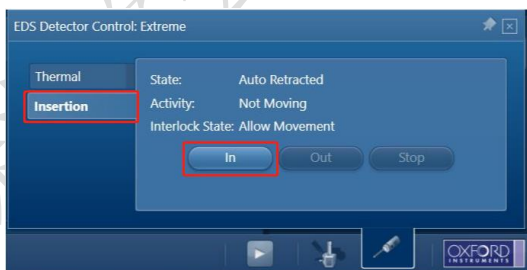 EDS Detector Control: Extreme
Thermal
Insertion
State: Auto Retracted
Activity: Not Moving
Interlock State: Allow Movement
In Out Stop
OXFORD
INSTRUMENTS